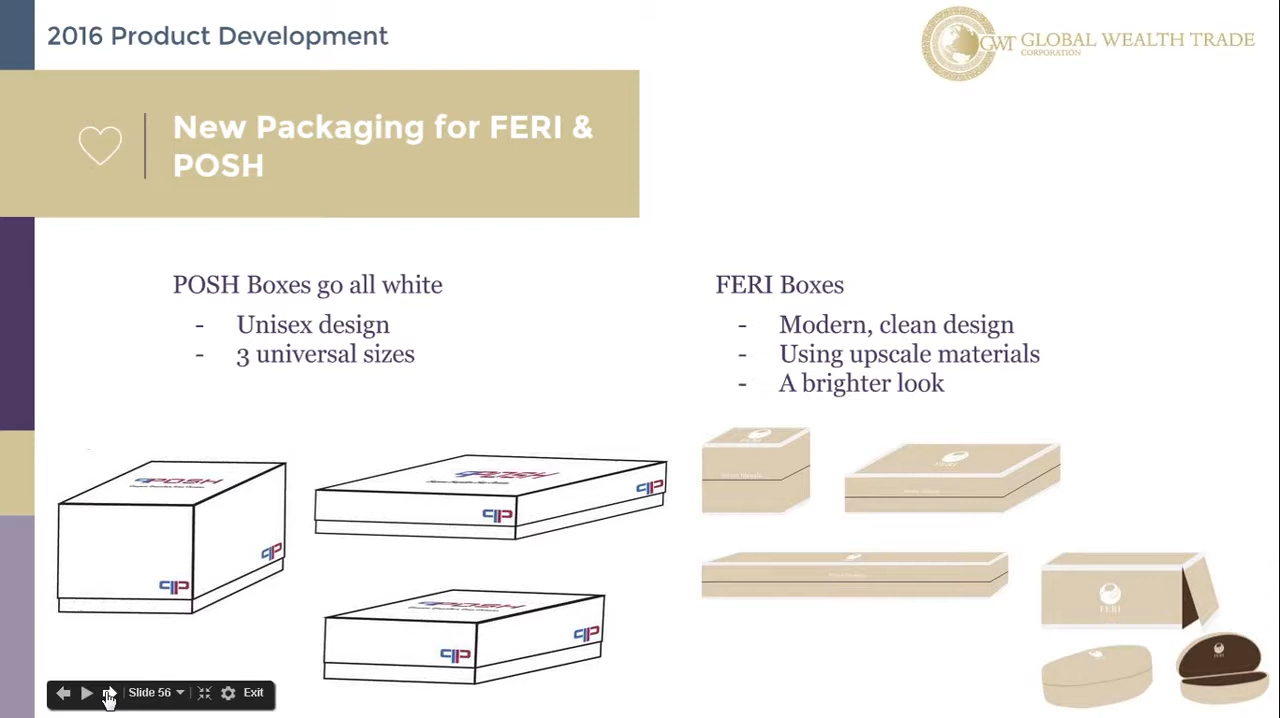 2016 Product Development
GWT GLOBAL WEALTH TRADE
CORPORATION
New Packaging for FERI &
POSH
POSH Boxes go all white
- Unisex design
- 3 universal sizes
FERI Boxes
- Modern, clean design
- Using upscale materials
- A brighter look
POSH
POSH
POSH
FERI
FERI
Slide 56
Exit